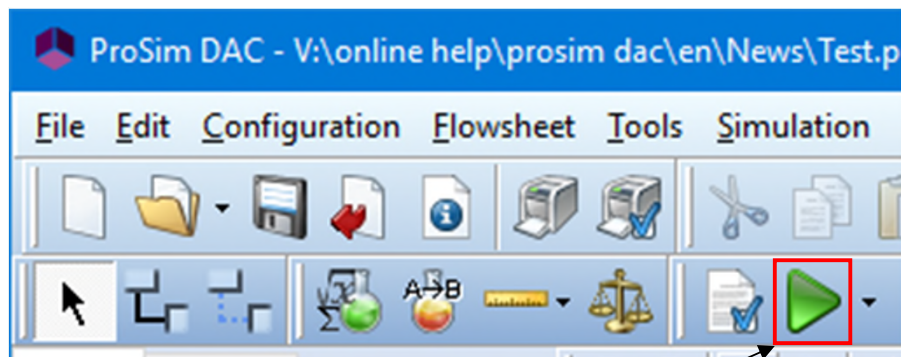 ProSim DAC - V:\online help\prosim dac\en\News\Test.p
File Edit Configuration Flowsheet Tools Simulation
√x Σ A→B